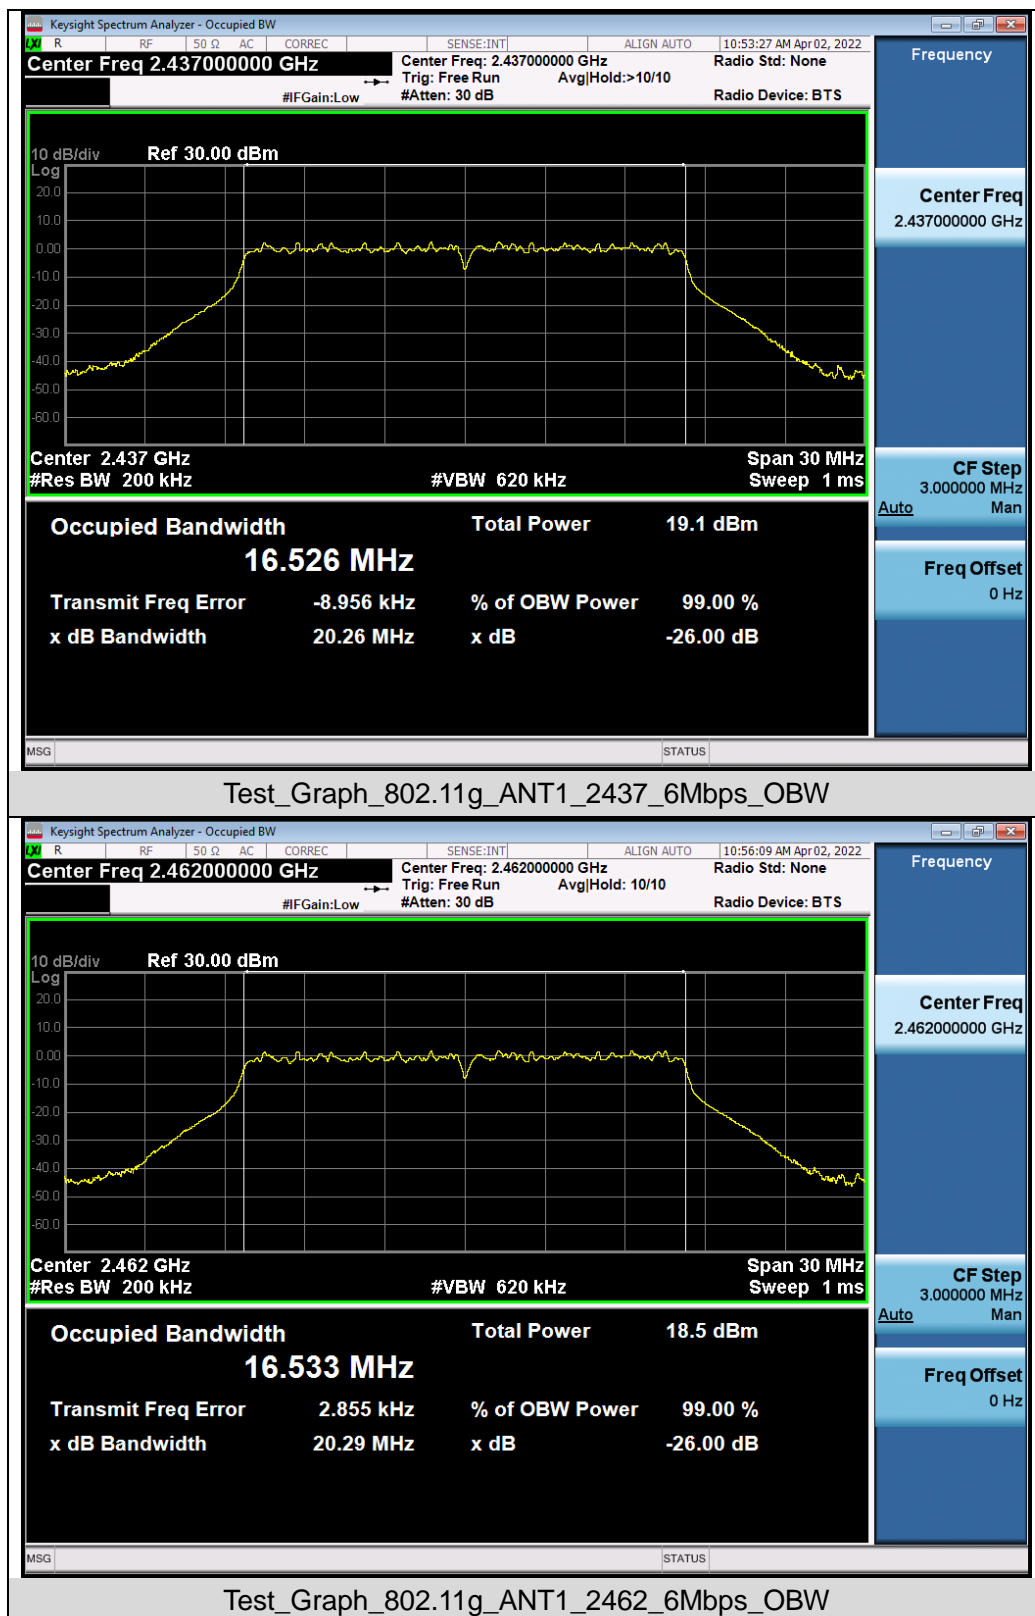 Keysight Spectrum Analyzer - Occupied BW
LXI R RF 50 Ω AC CORREC SENSE:INT ALIGN AUTO 10:53:27 AM Apr 02, 2022
Center Freq 2.437000000 GHz Center Freq: 2.437000000 GHz Radio Std: None Frequency
Trig: Free Run Avg|Hold:>10/10
#IFGain:Low #Atten: 30 dB Radio Device: BTS
10 dB/div Ref 30.00 dBm
Log
20.0
10.0
0.00
-10.0
-20.0
-30.0
-40.0
-50.0
-60.0
Center Freq
2.437000000 GHz
Center 2.437 GHz Span 30 MHz
#Res BW 200 kHz #VBW 620 kHz Sweep 1 ms
CF Step
3.000000 MHz
Auto Man
Occupied Bandwidth Total Power 19.1 dBm
16.526 MHz
Freq Offset
0 Hz
Transmit Freq Error -8.956 kHz % of OBW Power 99.00 %
x dB Bandwidth 20.26 MHz x dB -26.00 dB
MSG STATUS
Test_Graph_802.11g_ANT1_2437_6Mbps_OBW
Keysight Spectrum Analyzer - Occupied BW
LXI R RF 50 Ω AC CORREC SENSE:INT ALIGN AUTO 10:56:09 AM Apr 02, 2022
Center Freq 2.462000000 GHz Center Freq: 2.462000000 GHz Radio Std: None Frequency
Trig: Free Run Avg|Hold: 10/10
#IFGain:Low #Atten: 30 dB Radio Device: BTS
10 dB/div Ref 30.00 dBm
Log
20.0
10.0
0.00
-10.0
-20.0
-30.0
-40.0
-50.0
-60.0
Center Freq
2.462000000 GHz
Center 2.462 GHz Span 30 MHz
#Res BW 200 kHz #VBW 620 kHz Sweep 1 ms
CF Step
3.000000 MHz
Auto Man
Occupied Bandwidth Total Power 18.5 dBm
16.533 MHz
Freq Offset
0 Hz
Transmit Freq Error 2.855 kHz % of OBW Power 99.00 %
x dB Bandwidth 20.29 MHz x dB -26.00 dB
MSG STATUS
Test_Graph_802.11g_ANT1_2462_6Mbps_OBW